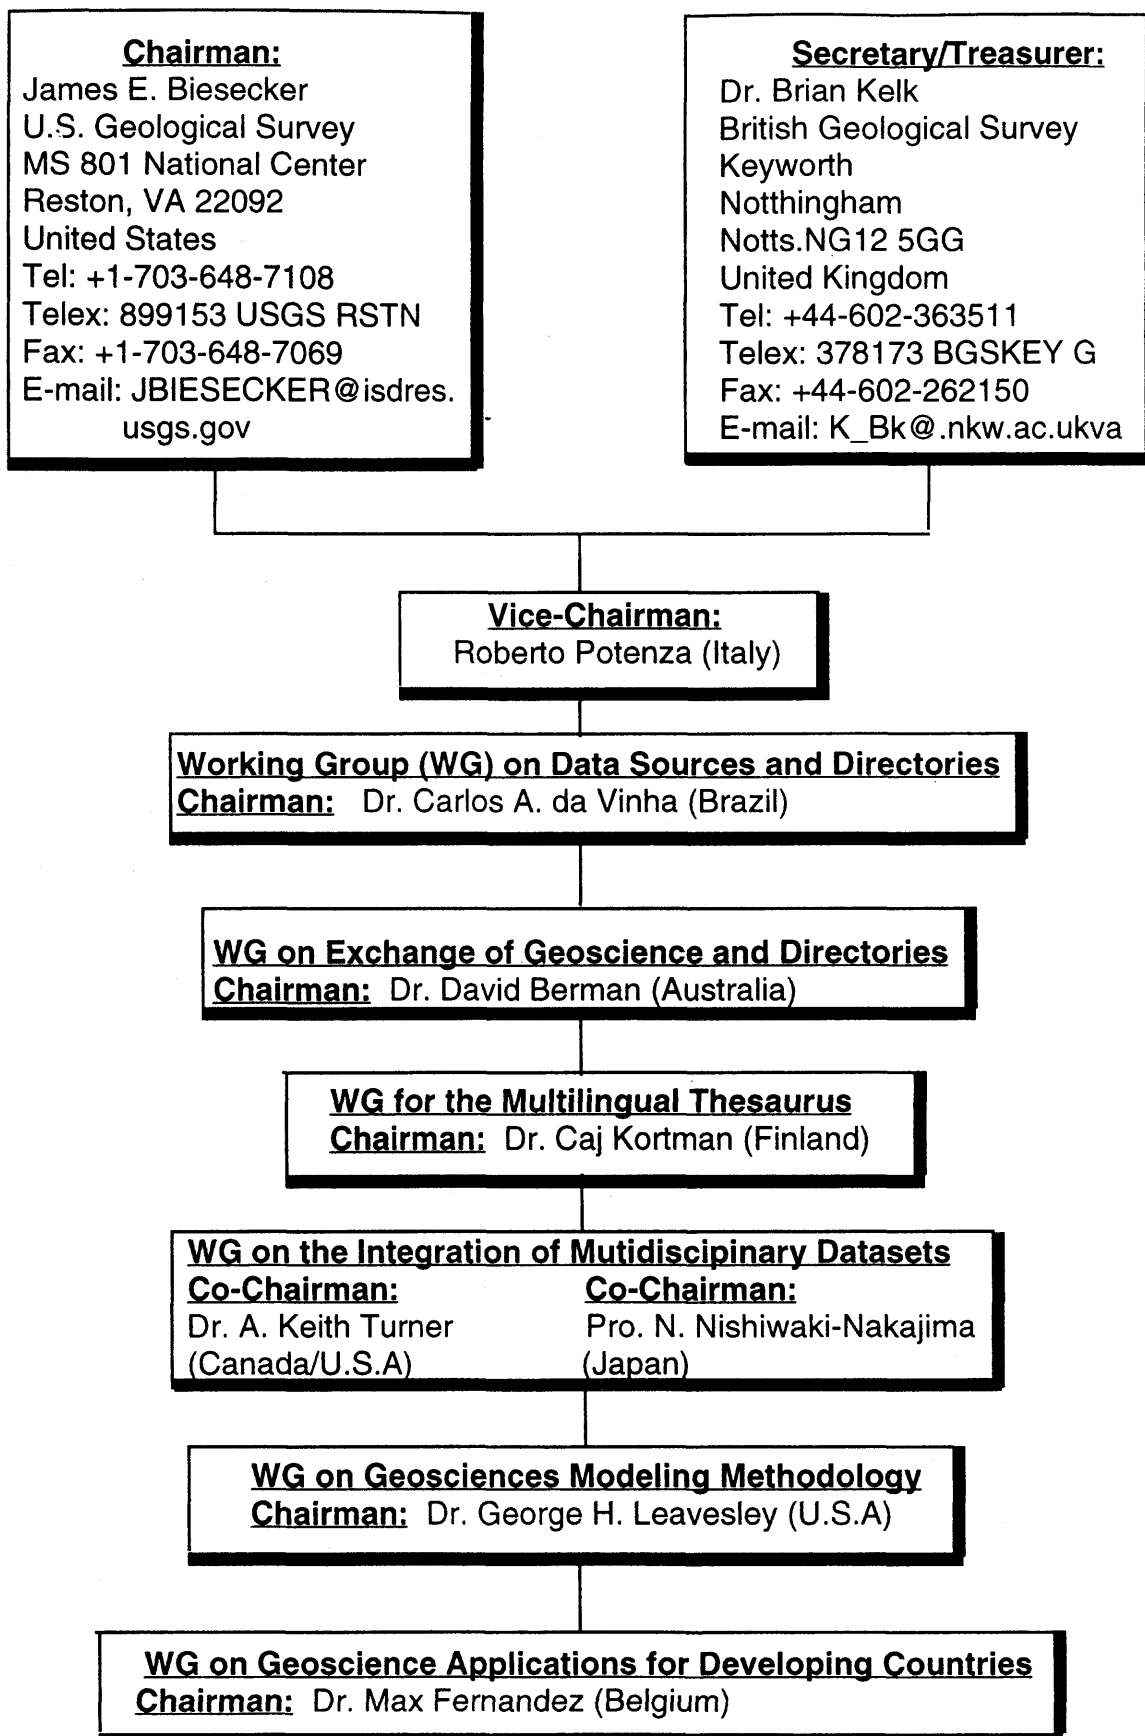 Chairman:
James E. Biesecker
U.S. Geological Survey
MS 801 National Center
Reston, VA 22092
United States
Tel: +1-703-648-7108
Telex: 899153 USGS RSTN
Fax: +1-703-648-7069
E-mail: JBIESECKER@isdres.
usgs.gov
Secretary/Treasurer:
Dr. Brian Kelk
British Geological Survey
Keyworth
Notthingham
Notts.NG12 5GG
United Kingdom
Tel: +44-602-363511
Telex: 378173 BGSKEY G
Fax: +44-602-262150
E-mail: K_Bk@.nkw.ac.ukva
Vice-Chairman:
Roberto Potenza (Italy)
Working Group (WG) on Data Sources and Directories
Chairman: Dr. Carlos A. da Vinha (Brazil)
WG on Exchange of Geoscience and Directories
Chairman: Dr. David Berman (Australia)
WG for the Multilingual Thesaurus
Chairman: Dr. Caj Kortman (Finland)
WG on the Integration of Mutidiscipinary Datasets
Co-Chairman:
Dr. A. Keith Turner
(Canada/U.S.A)
Co-Chairman:
Pro. N. Nishiwaki-Nakajima
(Japan)
WG on Geosciences Modeling Methodology
Chairman: Dr. George H. Leavesley (U.S.A)
WG on Geoscience Applications for Developing Countries
Chairman: Dr. Max Fernandez (Belgium)